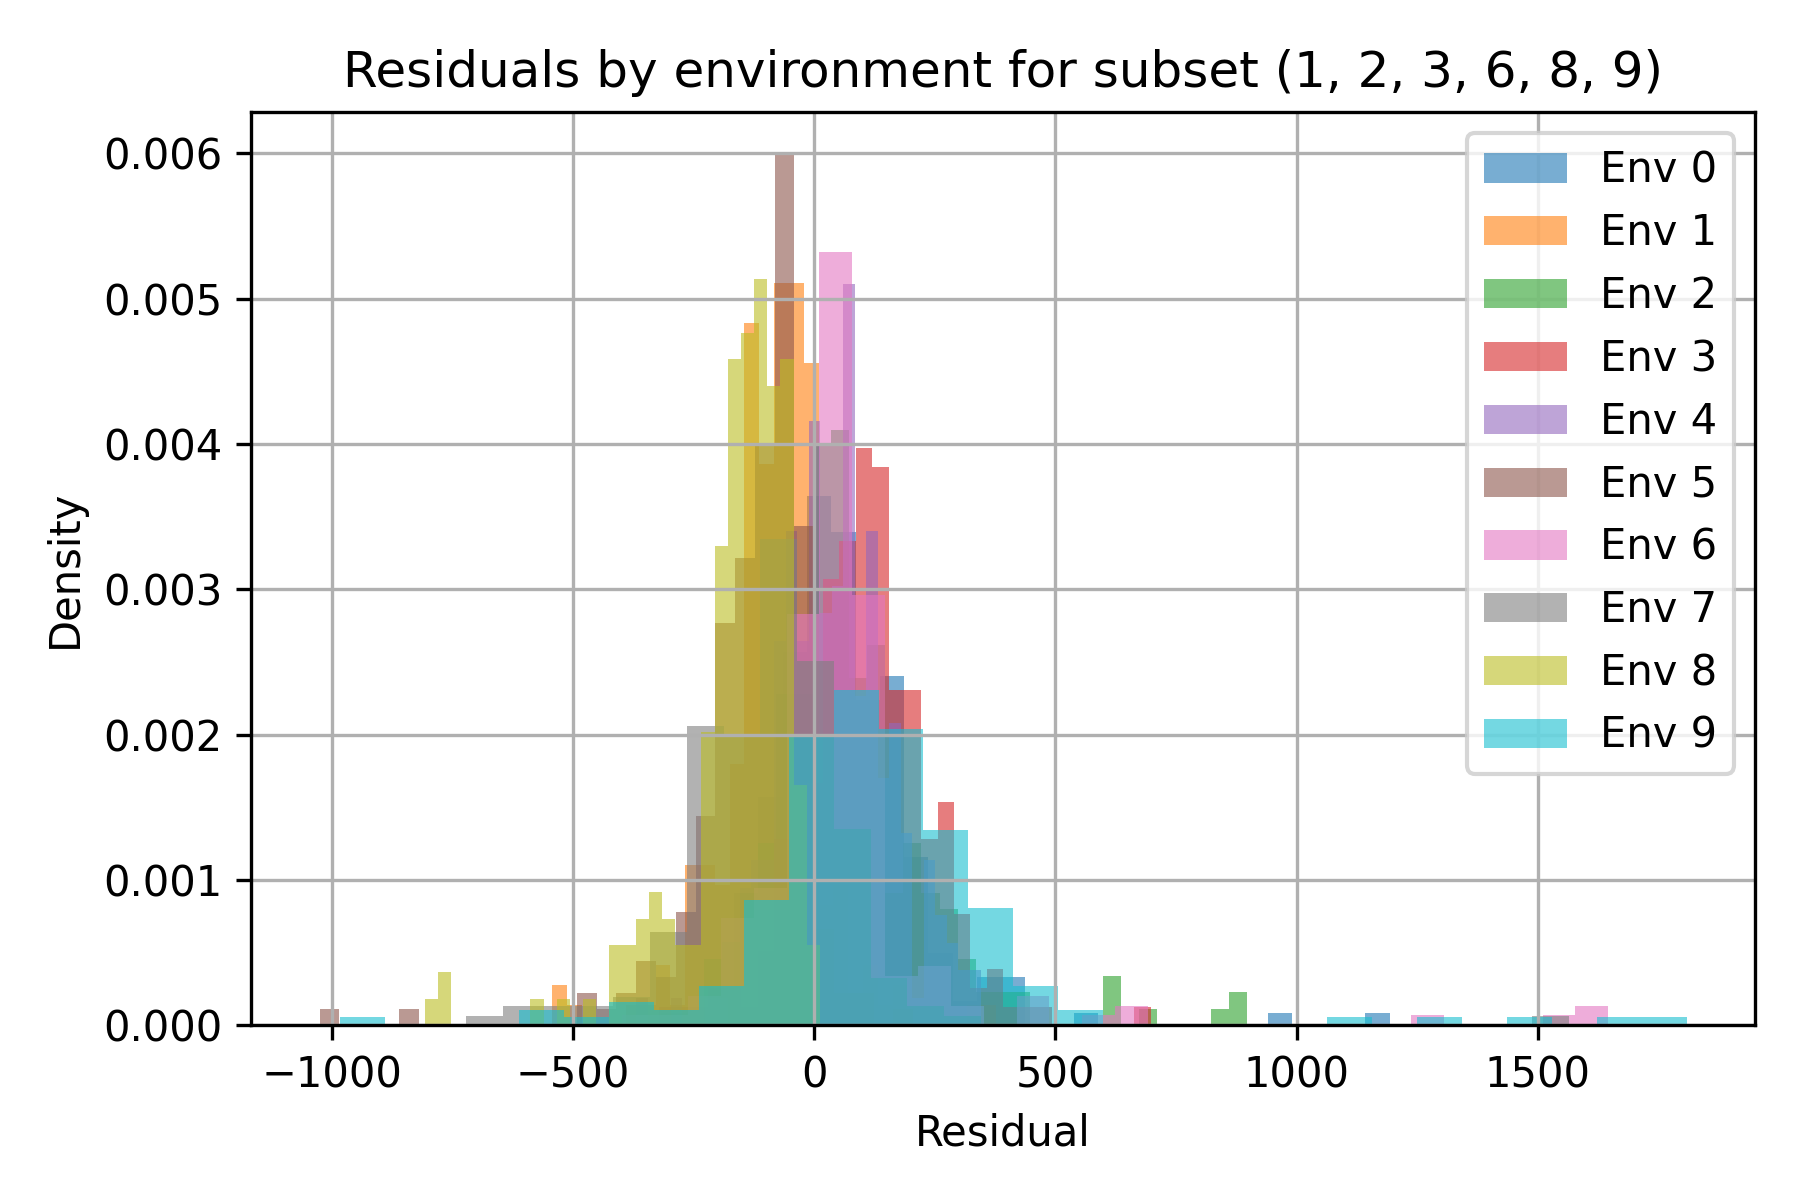 Residuals by environment for subset (1, 2, 3, 6, 8, 9)
0.006
0.005
0.004
0.003
0.002
0.001
0.000
Density
−1000
−500
0
500
1000
1500
Residual
Env 0
Env 1
Env 2
Env 3
Env 4
Env 5
Env 6
Env 7
Env 8
Env 9